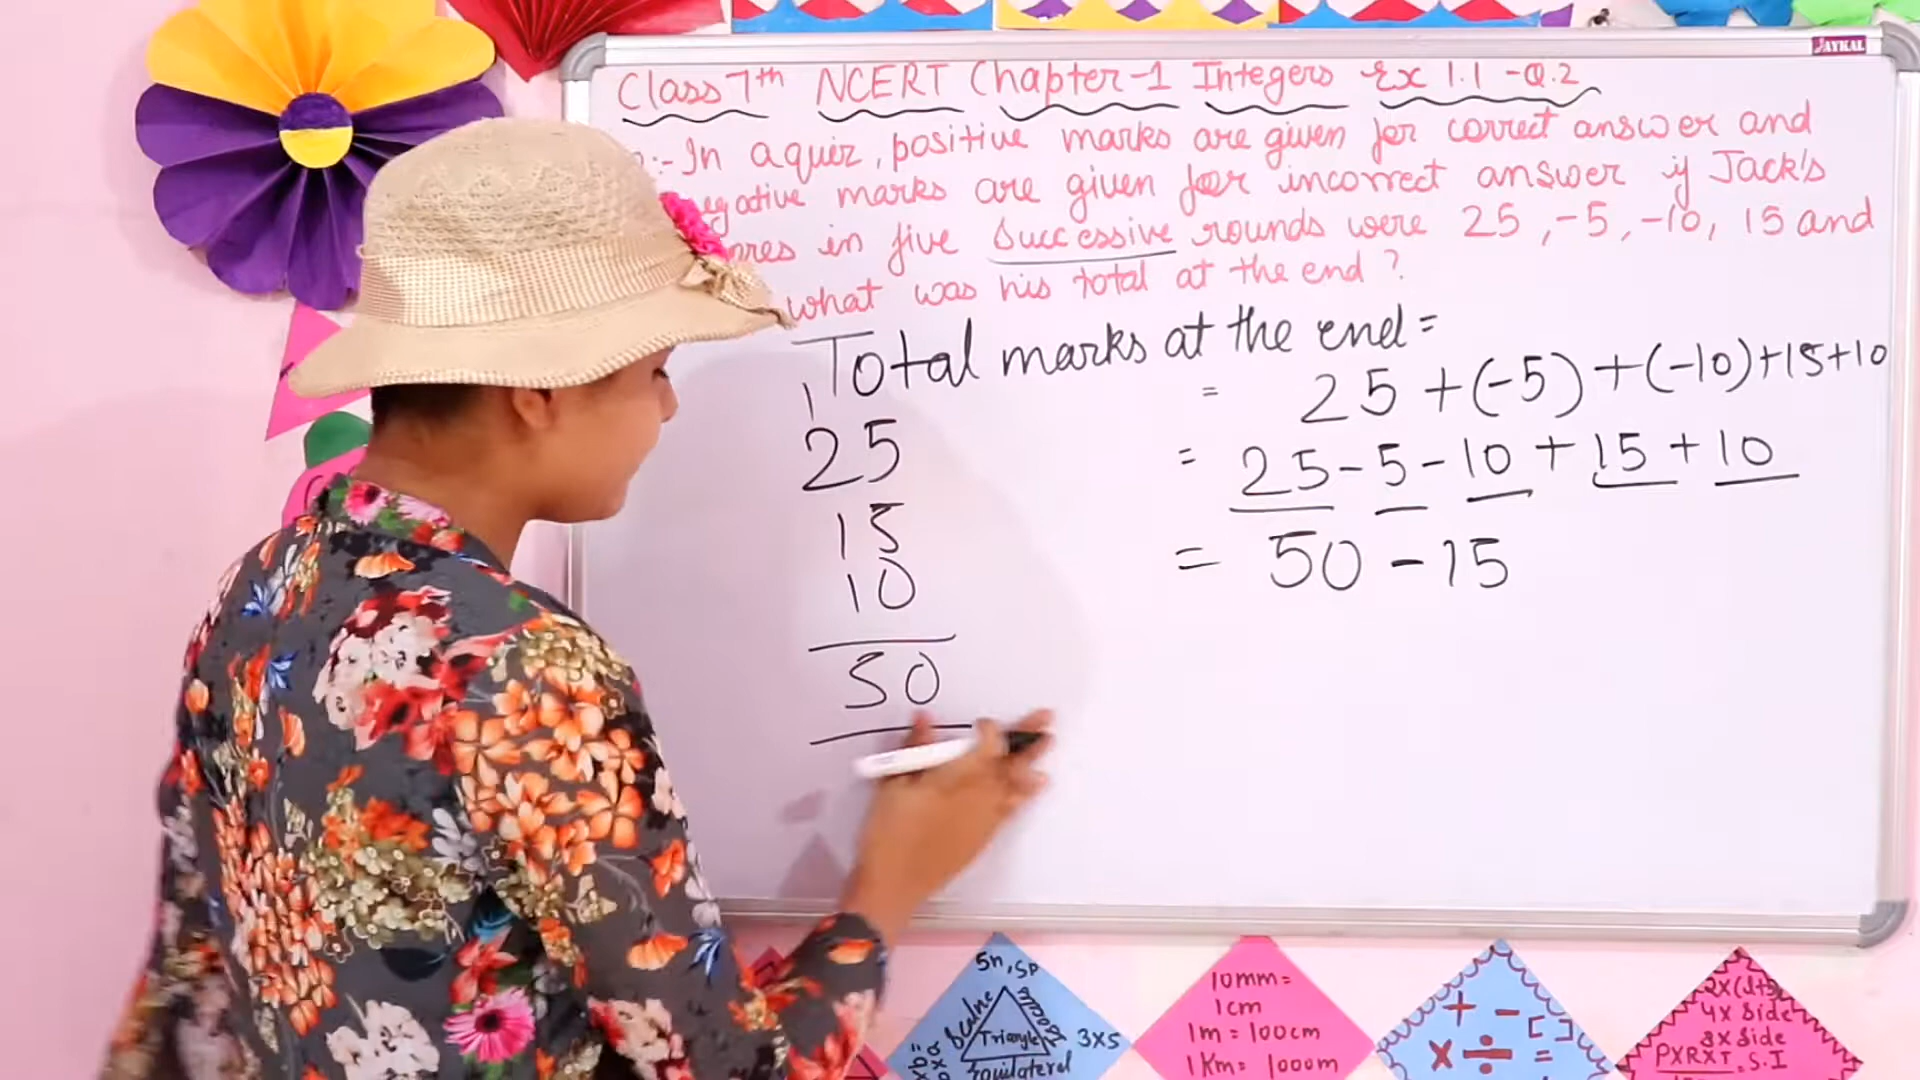 JAYKAL
Class 7th NCERT Chapter-1 Integers Ex 1.1 -Q.2
:- In a quiz, positive marks are given for correct answer and
marks are given for incorrect answer if Jack's
in five Successive rounds were 25, -5, -10, 15 and
what was his total at the end?
Total marks at the end =
= 25 + (-5) + (-10) + 15 + 10
= 25 - 5 - 10 + 15 + 10
= 50 - 15
1
25
15
10
50
5n, 5p
Triangle
3x5
Equilateral
10mm=
1cm
1m = 100cm
1Km = 1000m
+ - [ ]
× ÷ =
4x Side
3x Side
PXRXT
S.I